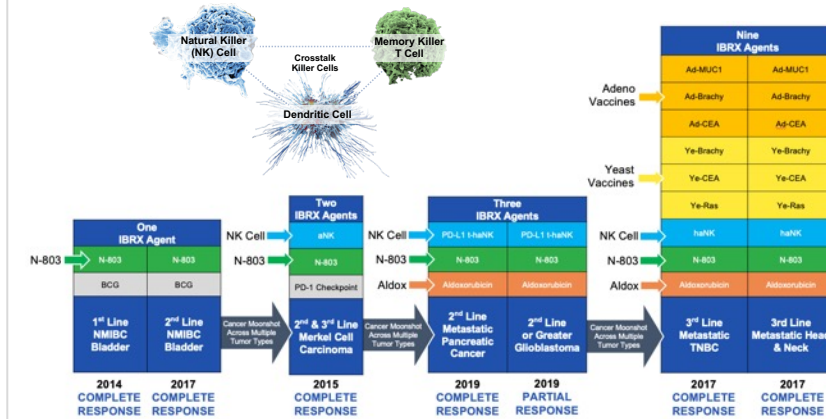 Natural Killer
(NK) Cell
Memory Killer
T Cell
Crosstalk
Killer Cells
Dendritic Cell
One
IBRX Agent
N-803
N-803
N-803
BCG
BCG
1st Line
NMIBC
Bladder
2nd Line
NMIBC
Bladder
2014
COMPLETE
RESPONSE
2017
COMPLETE
RESPONSE
Cancer Moonshot
Across Multiple
Tumor Types
Two
IBRX Agents
NK Cell
aNK
N-803
N-803
PD-1 Checkpoint
2nd & 3rd Line
Merkel Cell
Carcinoma
2015
COMPLETE
RESPONSE
Cancer Moonshot
Across Multiple
Tumor Types
Three
IBRX Agents
NK Cell
PD-L1 t-haNK
PD-L1 t-haNK
N-803
N-803
N-803
Aldox
Aldoxorubicin
Aldoxorubicin
2nd Line
Metastatic
Pancreatic
Cancer
2nd Line
or Greater
Glioblastoma
2019
COMPLETE
RESPONSE
2019
PARTIAL
RESPONSE
Cancer Moonshot
Across Multiple
Tumor Types
Nine
IBRX Agents
Adeno
Vaccines
Ad-MUC1
Ad-MUC1
Ad-Brachy
Ad-Brachy
Ad-CEA
Ad-CEA
Yeast
Vaccines
Ye-Brachy
Ye-Brachy
Ye-CEA
Ye-CEA
Ye-Ras
Ye-Ras
NK Cell
haNK
haNK
N-803
N-803
N-803
Aldox
Aldoxorubicin
Aldoxorubicin
3rd Line
Metastatic
TNBC
3rd Line
Metastatic Head
& Neck
2017
COMPLETE
RESPONSE
2017
COMPLETE
RESPONSE